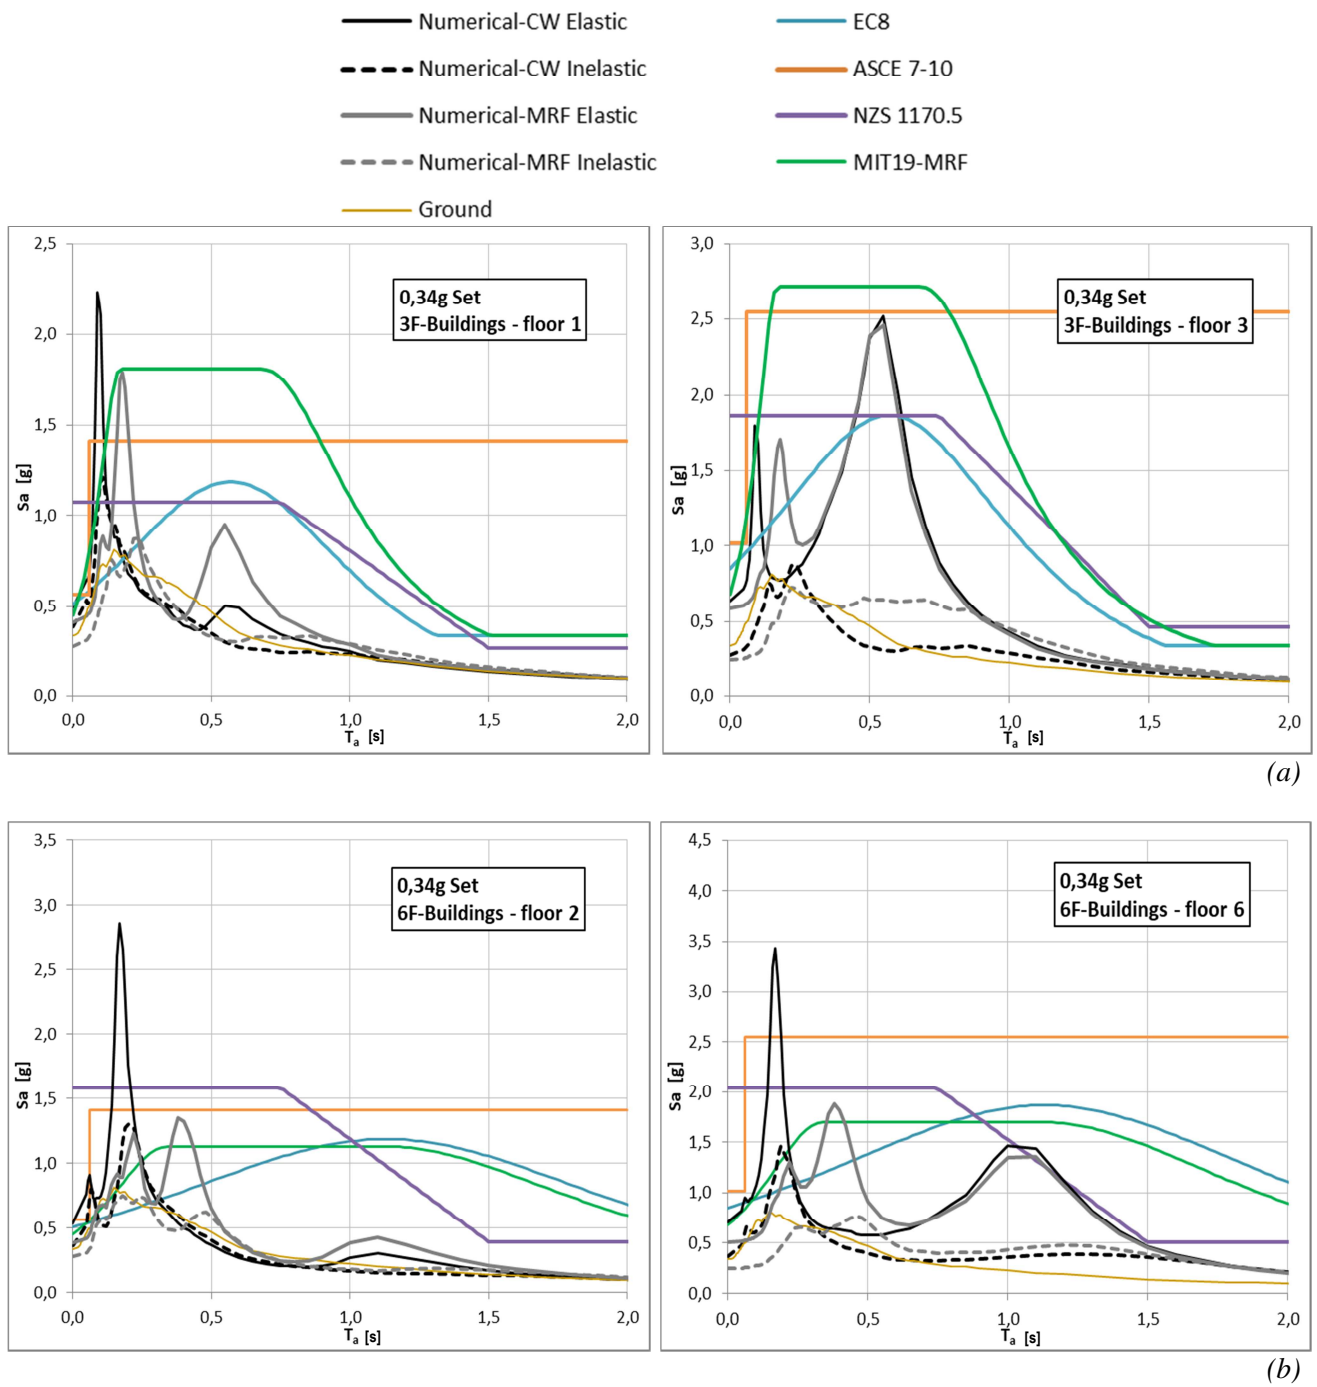 Numerical-CW Elastic
EC8
Numerical-CW Inelastic
ASCE 7-10
Numerical-MRF Elastic
NZS 1170.5
Numerical-MRF Inelastic
MIT19-MRF
Ground
2,5
2,0
1,5
1,0
0,5
0,0
Sa [g]
0,34g Set
3F-Buildings - floor 1
0,0
0,5
1,0
1,5
2,0
Ta [s]
3,0
2,5
2,0
1,5
1,0
0,5
0,0
Sa [g]
0,34g Set
3F-Buildings - floor 3
0,0
0,5
1,0
1,5
2,0
Ta [s]
(a)
3,5
3,0
2,5
2,0
1,5
1,0
0,5
0,0
Sa [g]
0,34g Set
6F-Buildings - floor 2
0,0
0,5
1,0
1,5
2,0
Ta [s]
4,5
4,0
3,5
3,0
2,5
2,0
1,5
1,0
0,5
0,0
Sa [g]
0,34g Set
6F-Buildings - floor 6
0,0
0,5
1,0
1,5
2,0
Ta [s]
(b)